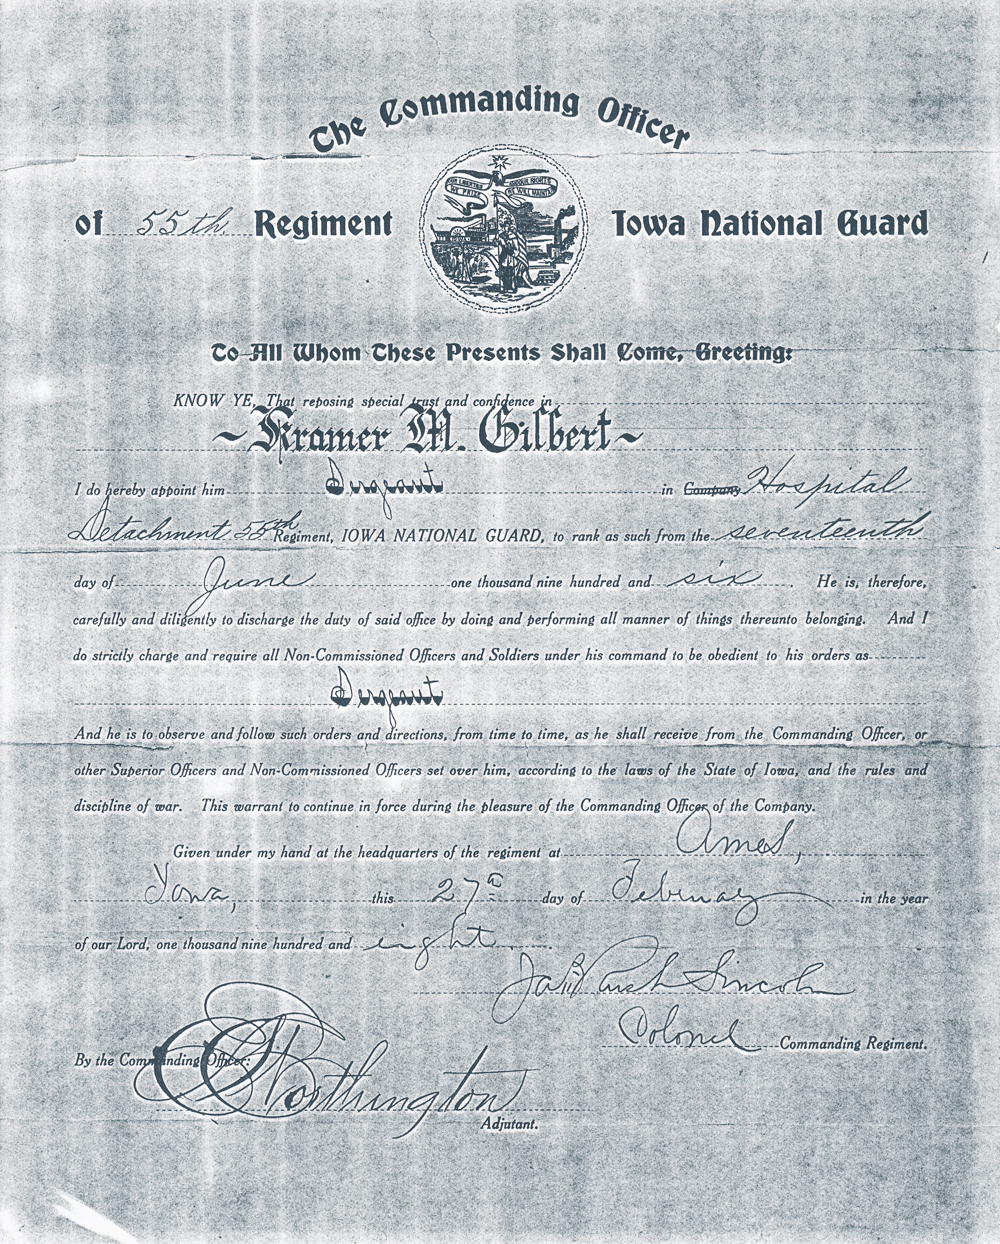 The Commanding Officer
OUR LIBERTIES WE PRIZE AND OUR RIGHTS WE WILL MAINTAIN
of 55th Regiment Iowa National Guard
To All Whom These Presents Shall Come, Greeting:
KNOW YE, That reposing special trust and confidence in
~ Kramer M. Gilbert ~
I do hereby appoint him Sergeant in Company Hospital
Detachment 55th Regiment, IOWA NATIONAL GUARD, to rank as such from the seventeenth
day of June one thousand nine hundred and six. He is, therefore,
carefully and diligently to discharge the duty of said office by doing and performing all manner of things thereunto belonging. And I
do strictly charge and require all Non-Commissioned Officers and Soldiers under his command to be obedient to his orders as
Sergeant
And he is to observe and follow such orders and directions, from time to time, as he shall receive from the Commanding Officer, or
other Superior Officers and Non-Commissioned Officers set over him, according to the laws of the State of Iowa, and the rules and
discipline of war. This warrant to continue in force during the pleasure of the Commanding Officer of the Company.
Given under my hand at the headquarters of the regiment at Ames,
Iowa, this 27th day of February in the year
of our Lord, one thousand nine hundred and eight.
Jas Rush Lincoln
Colonel Commanding Regiment.
By the Commanding Officer:
Worthington
Adjutant.